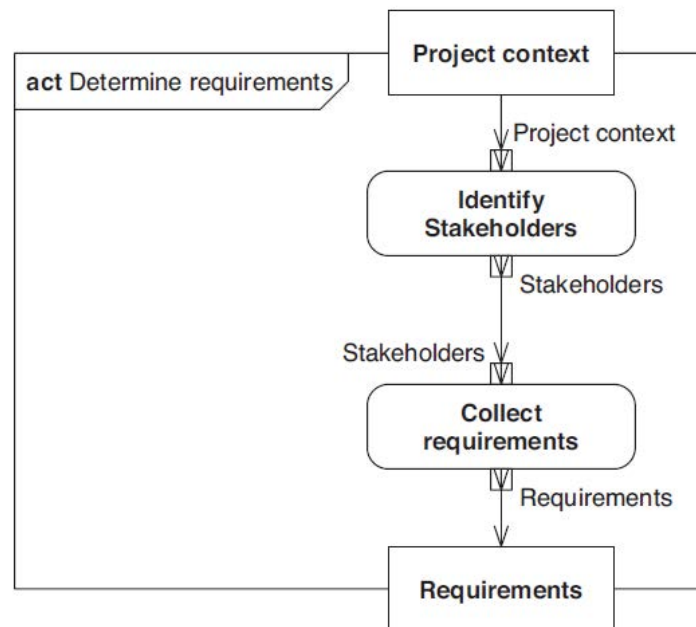 Project context
act Determine requirements
Project context
Identify
Stakeholders
Stakeholders
Stakeholders
Collect
requirements
Requirements
Requirements